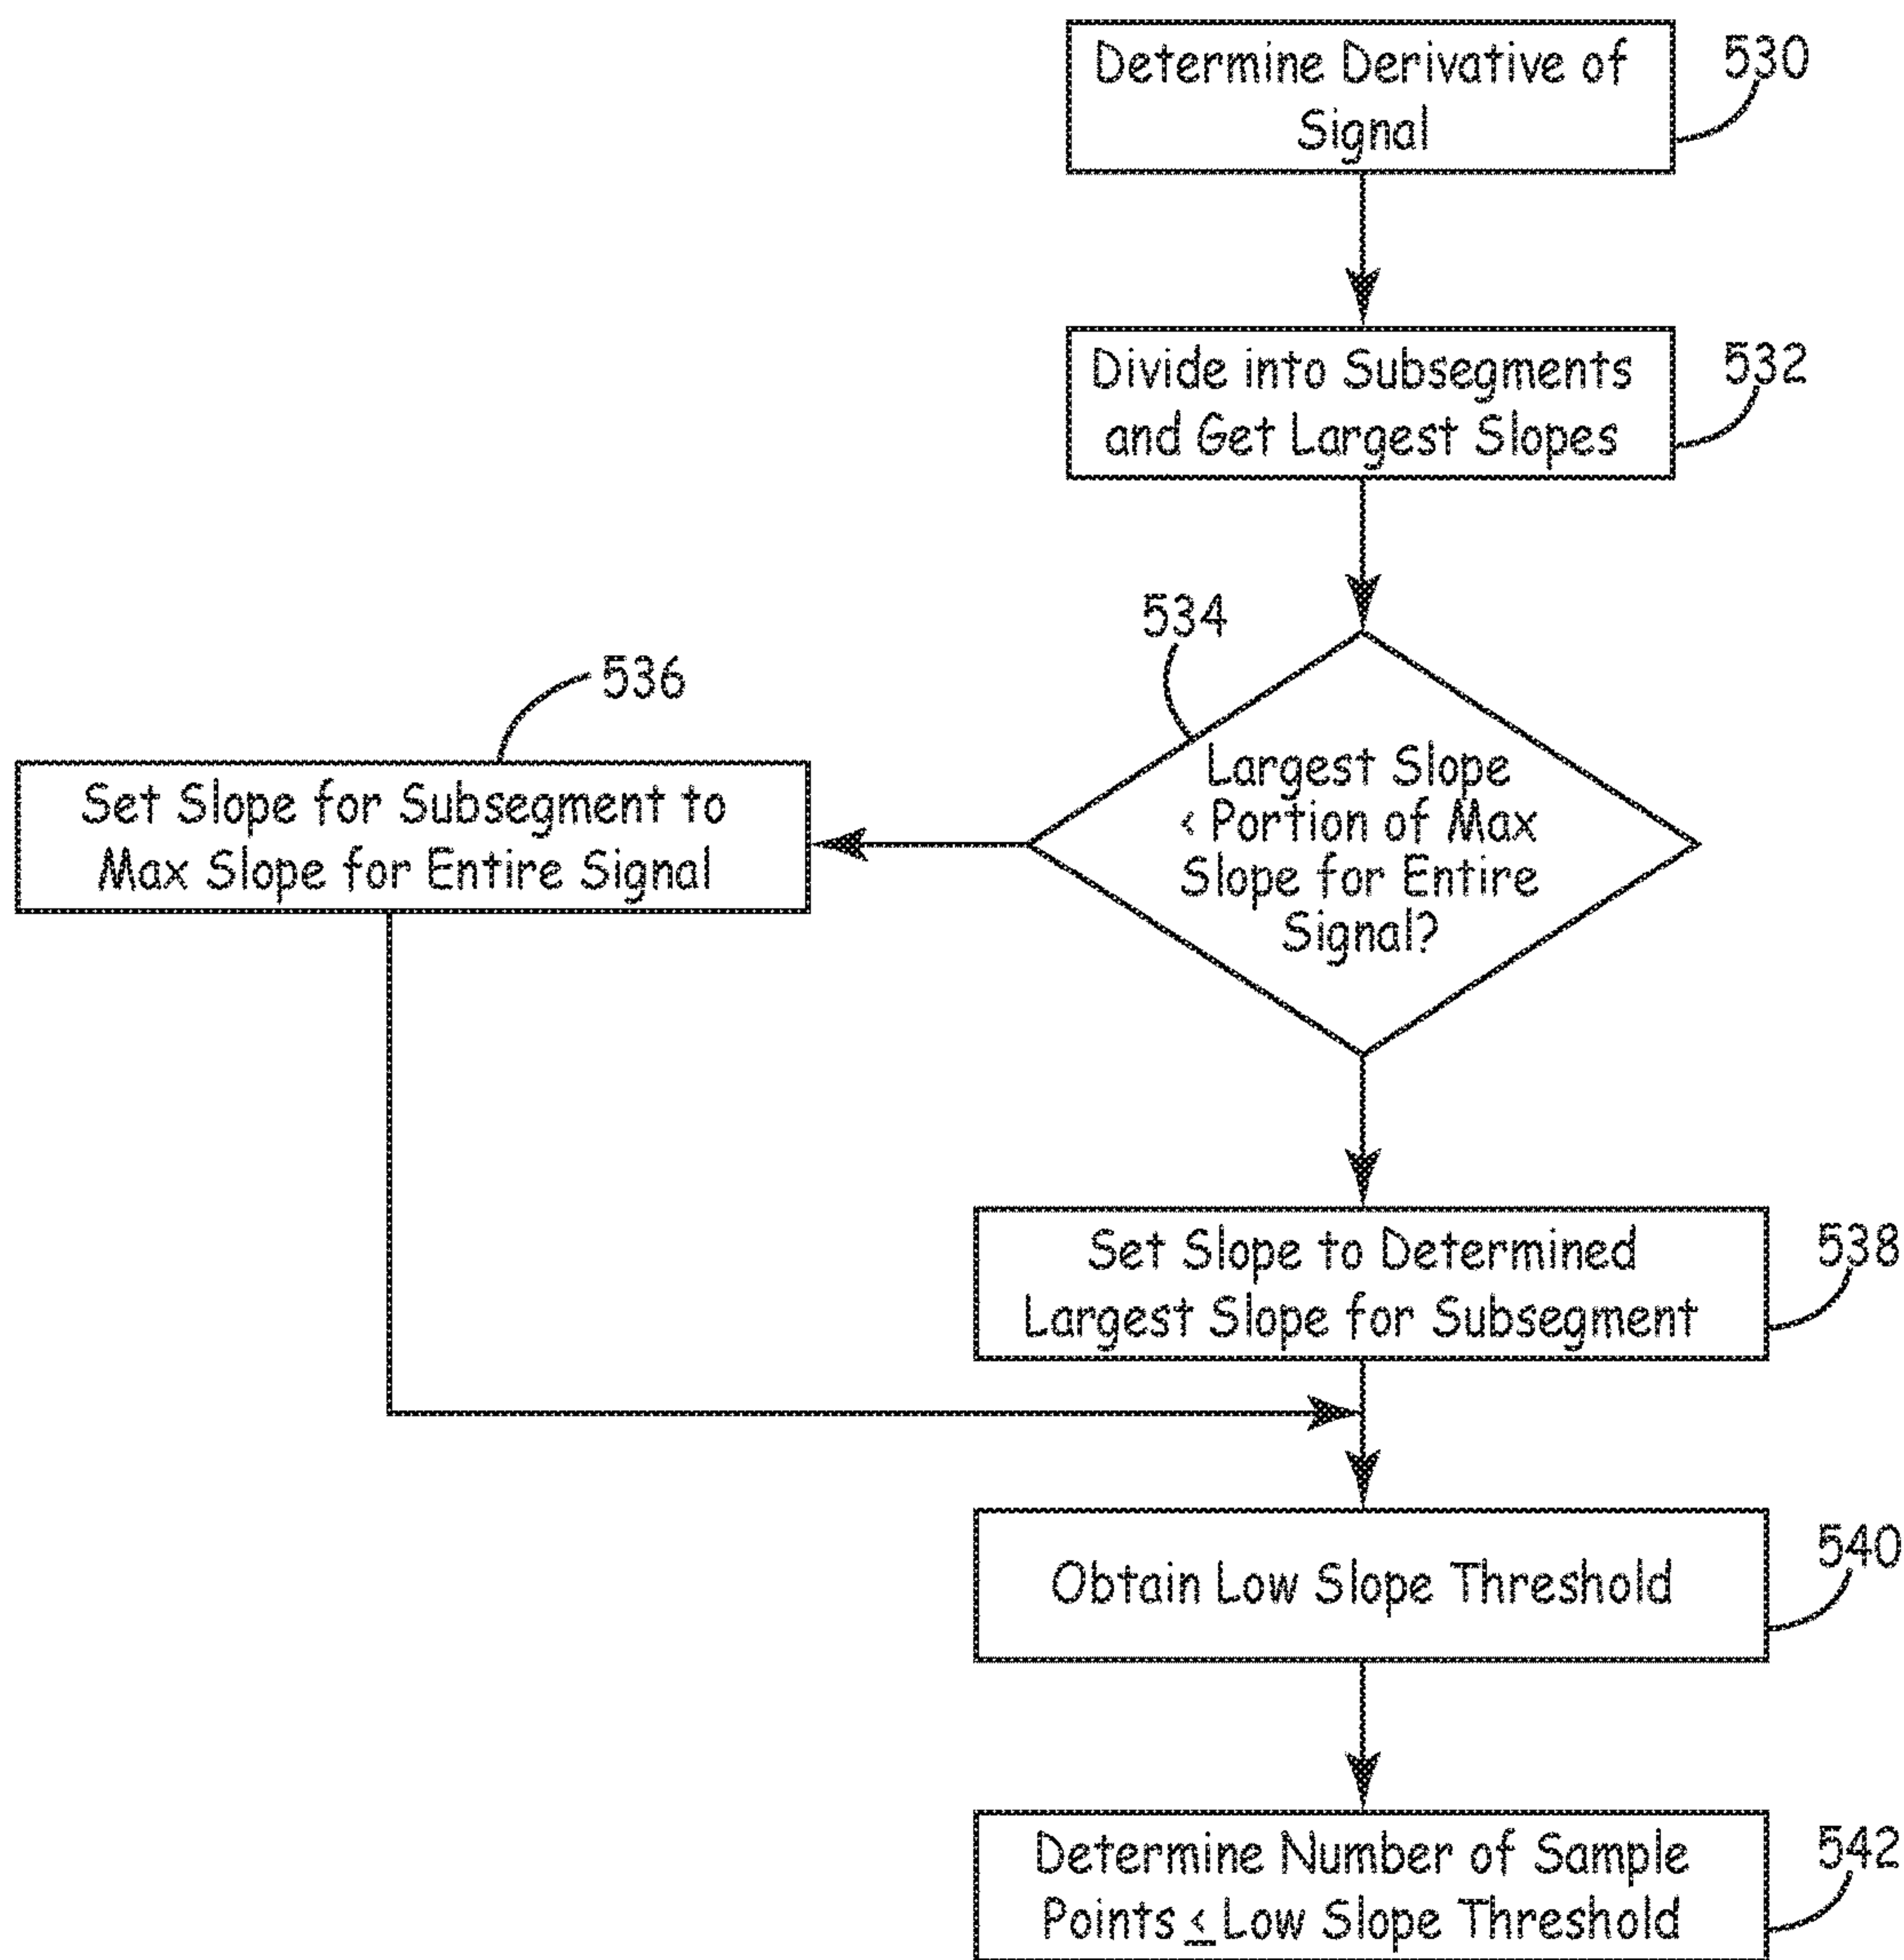 Determine Derivative of
Signal
530
Divide into Subsegments
and Get Largest Slopes
532
534
Largest Slope
< Portion of Max
Slope for Entire
Signal?
536
Set Slope for Subsegment to
Max Slope for Entire Signal
Set Slope to Determined
Largest Slope for Subsegment
538
Obtain Low Slope Threshold
540
Determine Number of Sample
Points ≤ Low Slope Threshold
542